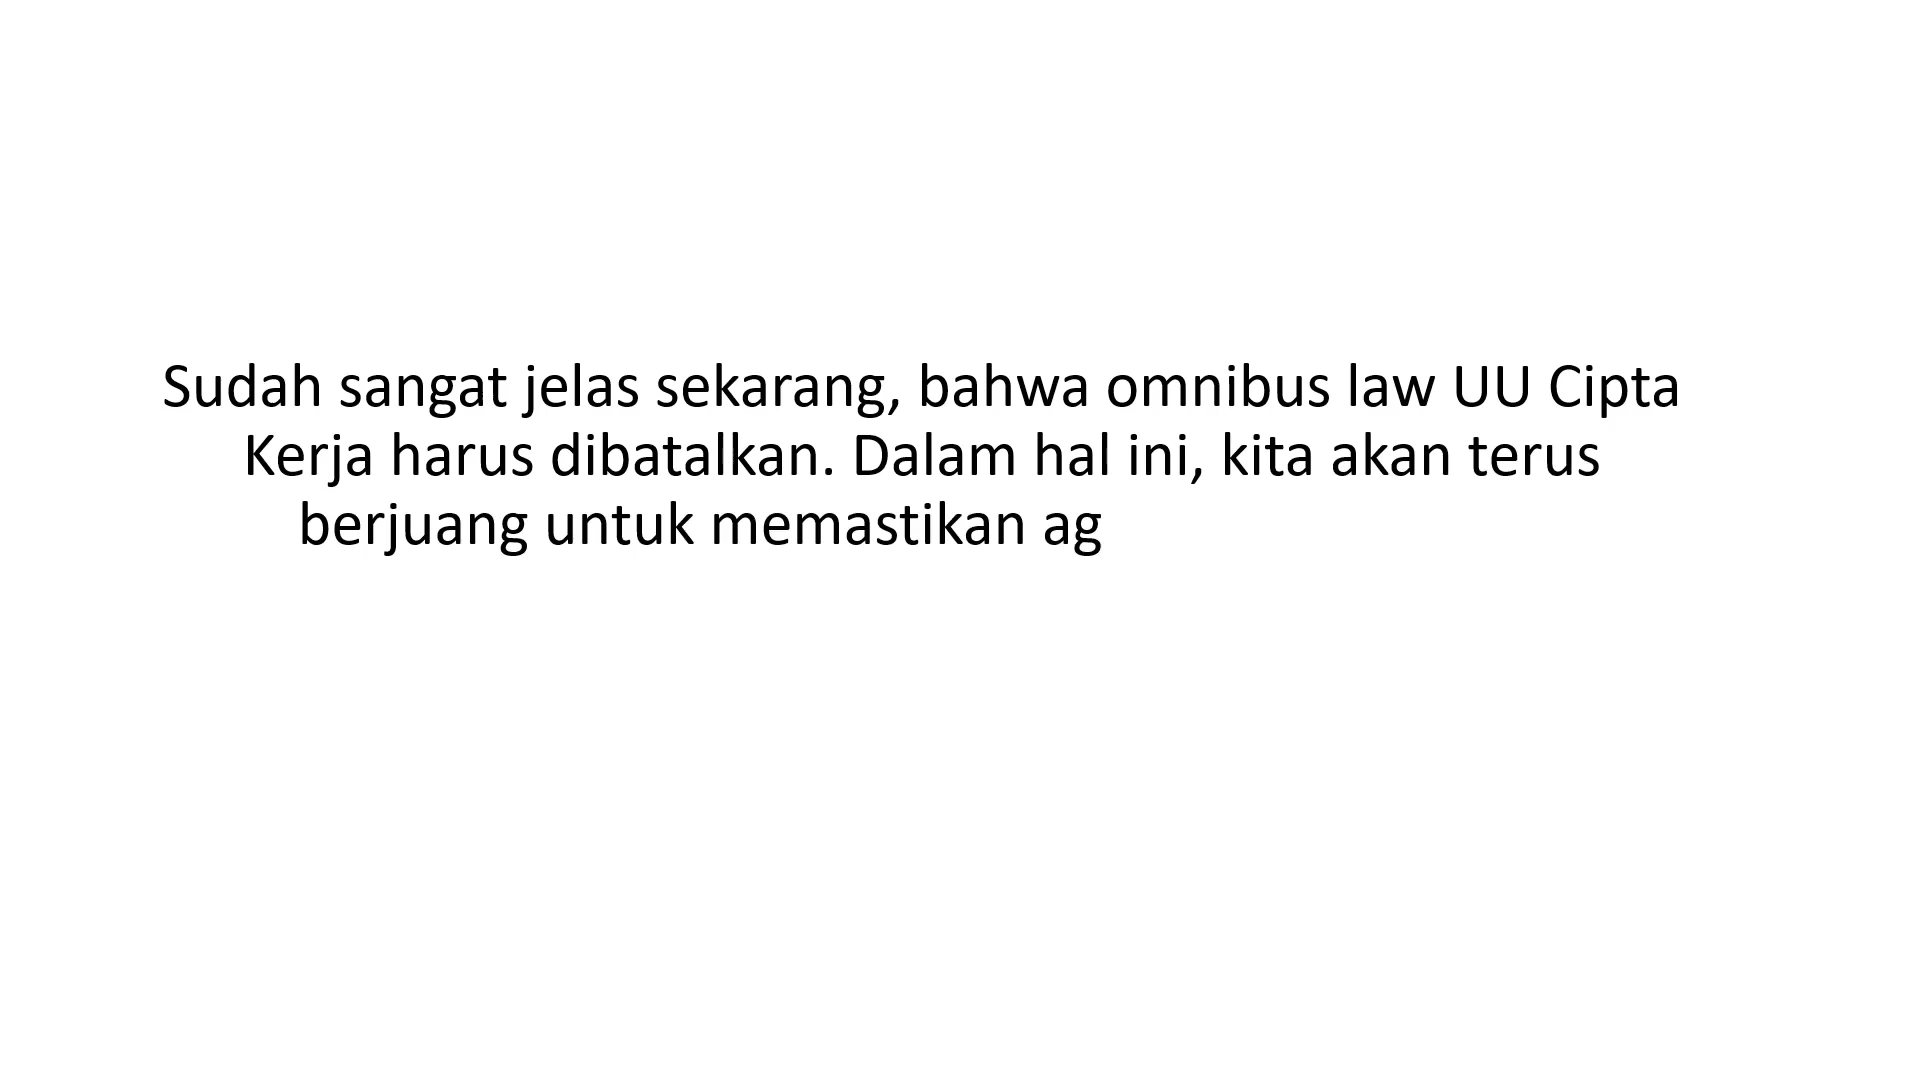 Sudah sangat jelas sekarang, bahwa omnibus law UU Cipta
Kerja harus dibatalkan. Dalam hal ini, kita akan terus
berjuang untuk memastikan ag